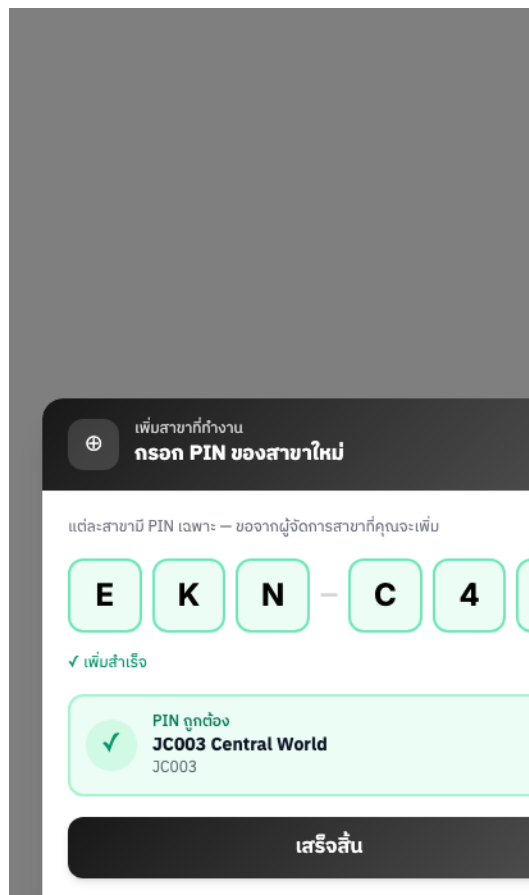 เพิ่มสาขาที่ทำงาน
กรอก PIN ของสาขาใหม่
แต่ละสาขามี PIN เฉพาะ — ขอจากผู้จัดการสาขาที่คุณจะเพิ่ม
E K N – C 4
✓ เพิ่มสำเร็จ
PIN ถูกต้อง
✓ JC003 Central World
JC003
เสร็จสิ้น